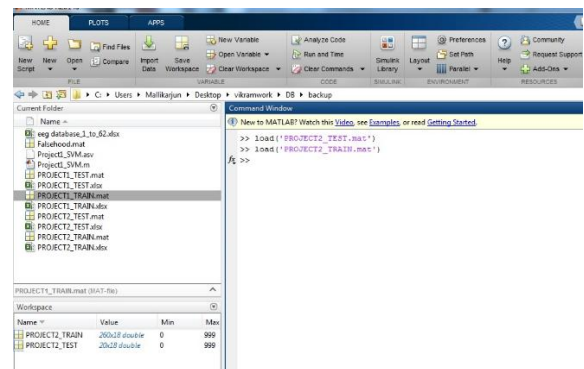 HOME PLOTS APPS
New Script New Open Find Files Compare Import Data Save Workspace New Variable Open Variable Clear Workspace Analyze Code Run and Time Clear Commands Simulink Library Layout Preferences Set Path Parallel Help Community Request Support Add-Ons
FILE VARIABLE CODE SIMULINK ENVIRONMENT RESOURCES
C: Users Mallikarjun Desktop vikramwork DB backup
Current Folder
Name
eeg database_1_to_62.xlsx
Falsehood.mat
Project1_SVM.asv
Project1_SVM.m
PROJECT1_TEST.mat
PROJECT1_TEST.xlsx
PROJECT1_TRAIN.mat
PROJECT1_TRAIN.xlsx
PROJECT2_TEST.mat
PROJECT2_TEST.xlsx
PROJECT2_TRAIN.mat
PROJECT2_TRAIN.xlsx
PROJECT1_TRAIN.mat (MAT-file)
Workspace
Name Value Min Max
PROJECT2_TRAIN 260x18 double 0 999
PROJECT2_TEST 20x18 double 0 999
Command Window
New to MATLAB? Watch this Video, see Examples, or read Getting Started.
>> load('PROJECT2_TEST.mat')
>> load('PROJECT2_TRAIN.mat')
fx >>